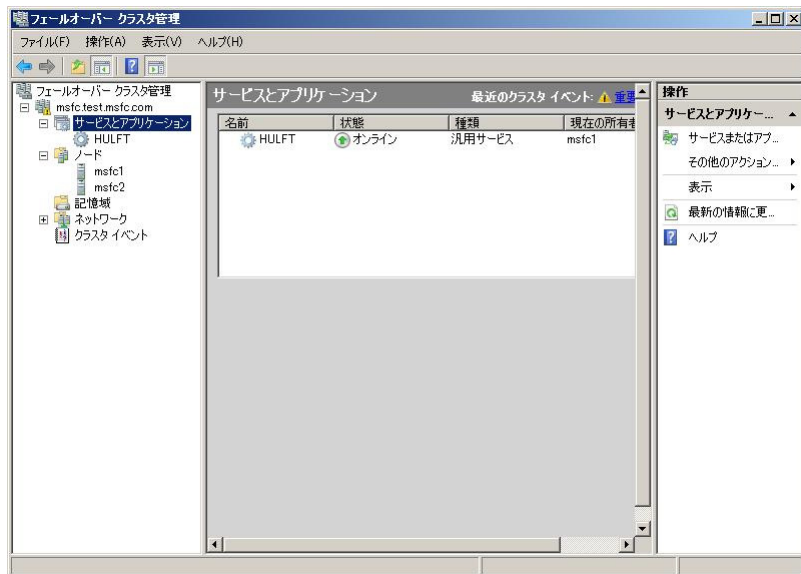 フェールオーバー クラスタ管理
ファイル(F) 操作(A) 表示(V) ヘルプ(H)
フェールオーバー クラスタ管理
msfc.test.msfc.com
サービスとアプリケーション
HULFT
ノード
msfc1
msfc2
記憶域
ネットワーク
クラスタ イベント
サービスとアプリケーション 最近のクラスタ イベント: 重要
名前 状態 種類 現在の所有者
HULFT オンライン 汎用サービス msfc1
操作
サービスとアプリケー...
サービスまたはアプ...
その他のアクション...
表示
最新の情報に更...
ヘルプ